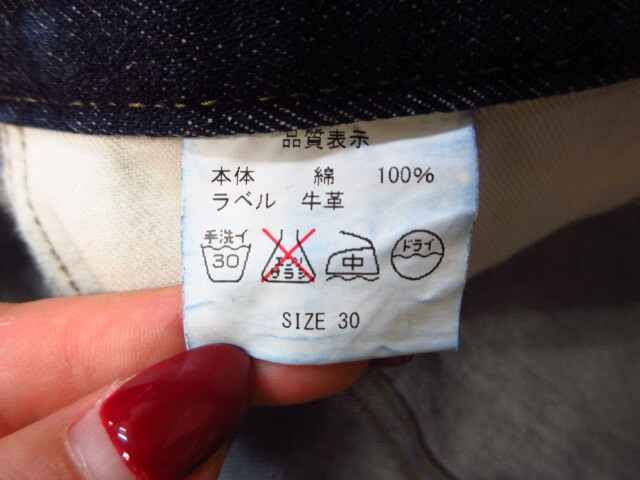 品質表示
本体 綿 100%
ラベル 牛革
手洗イ 30 エンソサラシ 中 ドライ
SIZE 30